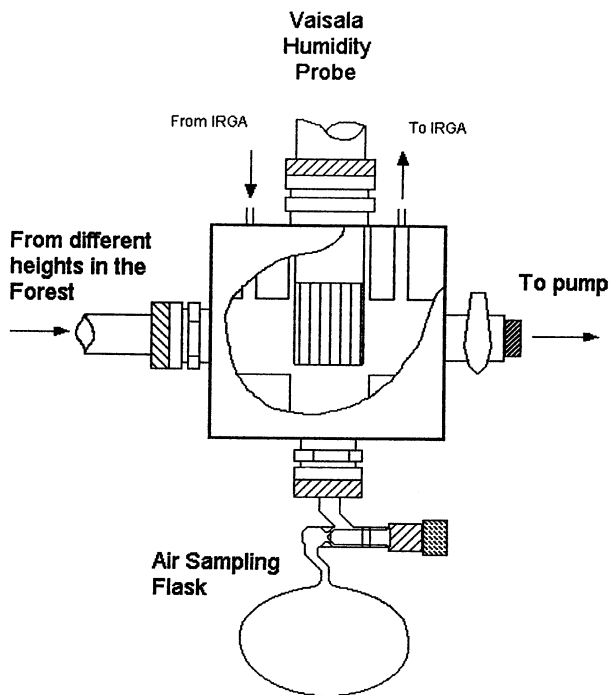 Vaisala
Humidity
Probe
From IRGA
To IRGA
From different
heights in the
Forest
To pump
Air Sampling
Flask